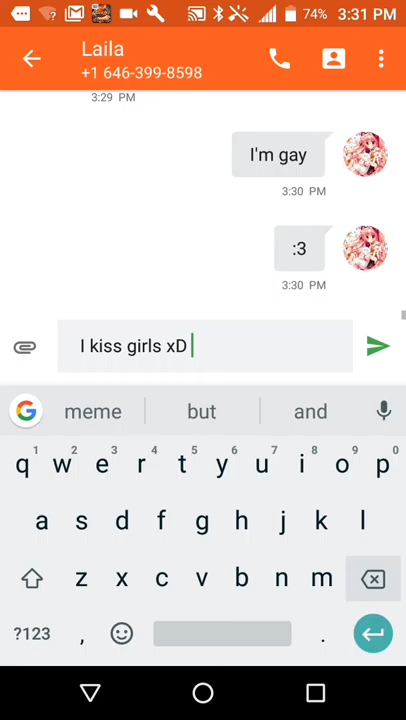 74% 3:31 PM
Laila
+1 646-399-8598
3:29 PM
I'm gay
3:30 PM
:3
3:30 PM
I kiss girls xD
G meme but and
1 2 3 4 5 6 7 8 9 0
q w e r t y u i o p
a s d f g h j k l
z x c v b n m
?123 , .